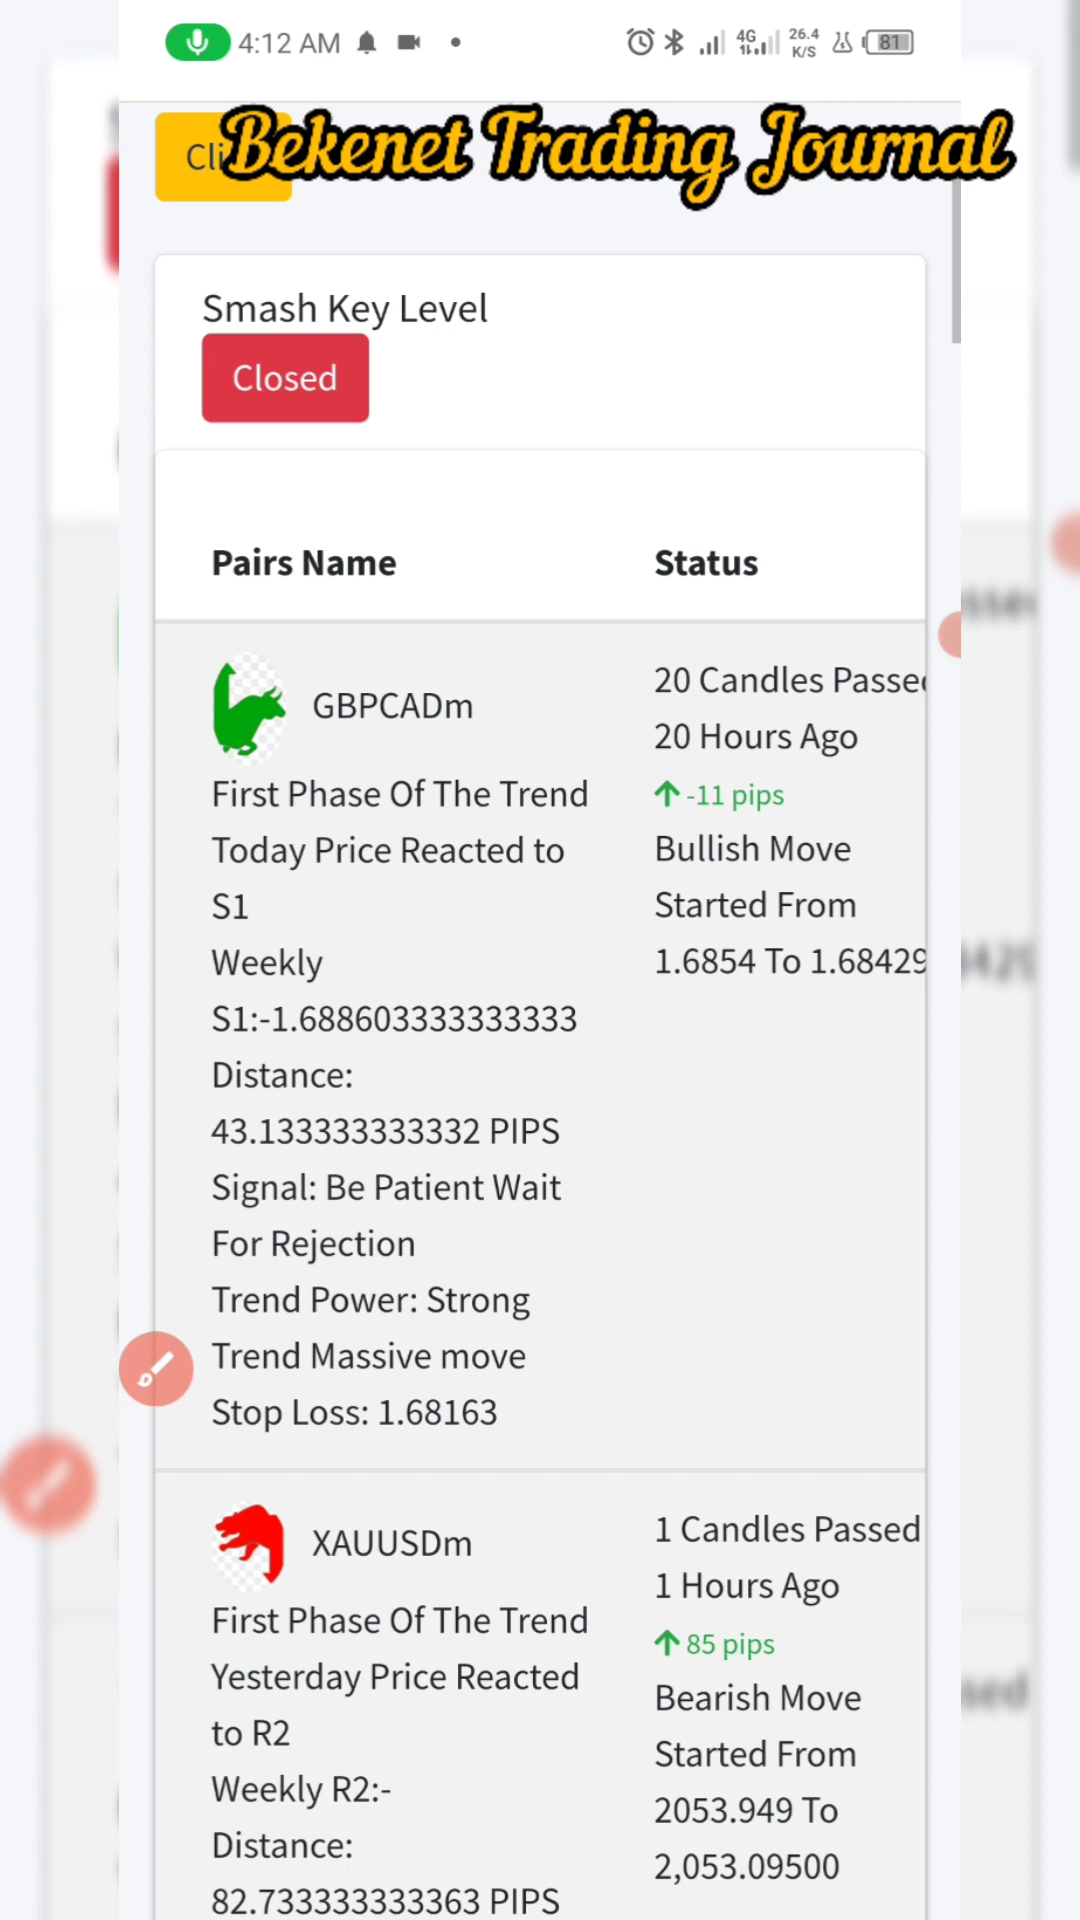 4:12 AM
4G
26.4
K/S
81
Cli
Bekenet Trading Journal
Smash Key Level
Closed
Pairs Name
Status
GBPCADm
First Phase Of The Trend
Today Price Reacted to
S1
Weekly
S1:-1.688603333333333
Distance:
43.133333333332 PIPS
Signal: Be Patient Wait
For Rejection
Trend Power: Strong
Trend Massive move
Stop Loss: 1.68163
20 Candles Passe
20 Hours Ago
-11 pips
Bullish Move
Started From
1.6854 To 1.68429
XAUUSDm
First Phase Of The Trend
Yesterday Price Reacted
to R2
Weekly R2:-
Distance:
82.733333333363 PIPS
1 Candles Passed
1 Hours Ago
85 pips
Bearish Move
Started From
2053.949 To
2,053.09500